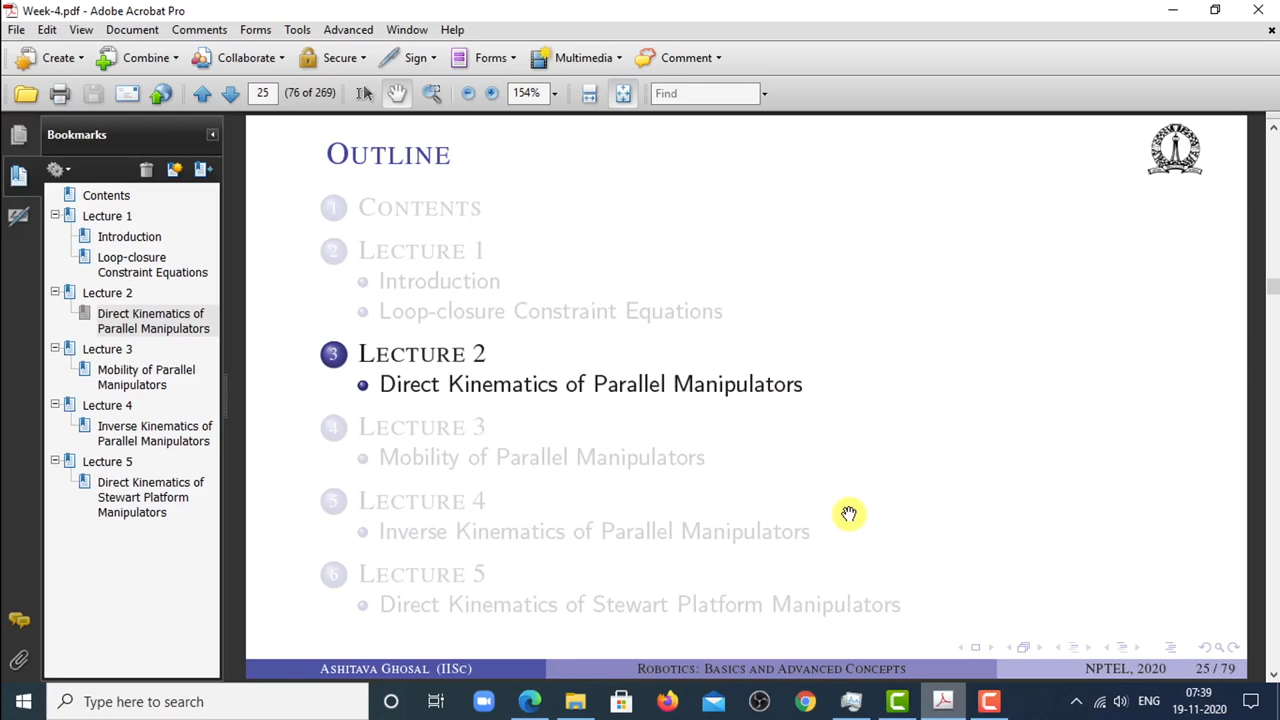 Week-4.pdf - Adobe Acrobat Pro
File Edit View Document Comments Forms Tools Advanced Window Help
Create Combine Collaborate Secure Sign Forms Multimedia Comment
25 (76 of 269) 154% Find
Bookmarks
Contents
Lecture 1
Introduction
Loop-closure
Constraint Equations
Lecture 2
Direct Kinematics of
Parallel Manipulators
Lecture 3
Mobility of Parallel
Manipulators
Lecture 4
Inverse Kinematics of
Parallel Manipulators
Lecture 5
Direct Kinematics of
Stewart Platform
Manipulators
OUTLINE
1 CONTENTS
2 LECTURE 1
Introduction
Loop-closure Constraint Equations
3 LECTURE 2
Direct Kinematics of Parallel Manipulators
4 LECTURE 3
Mobility of Parallel Manipulators
5 LECTURE 4
Inverse Kinematics of Parallel Manipulators
6 LECTURE 5
Direct Kinematics of Stewart Platform Manipulators
ASHITAVA GHOSAL (IISC) ROBOTICS: BASICS AND ADVANCED CONCEPTS NPTEL, 2020 25 / 79
Type here to search
ENG
07:39
19-11-2020